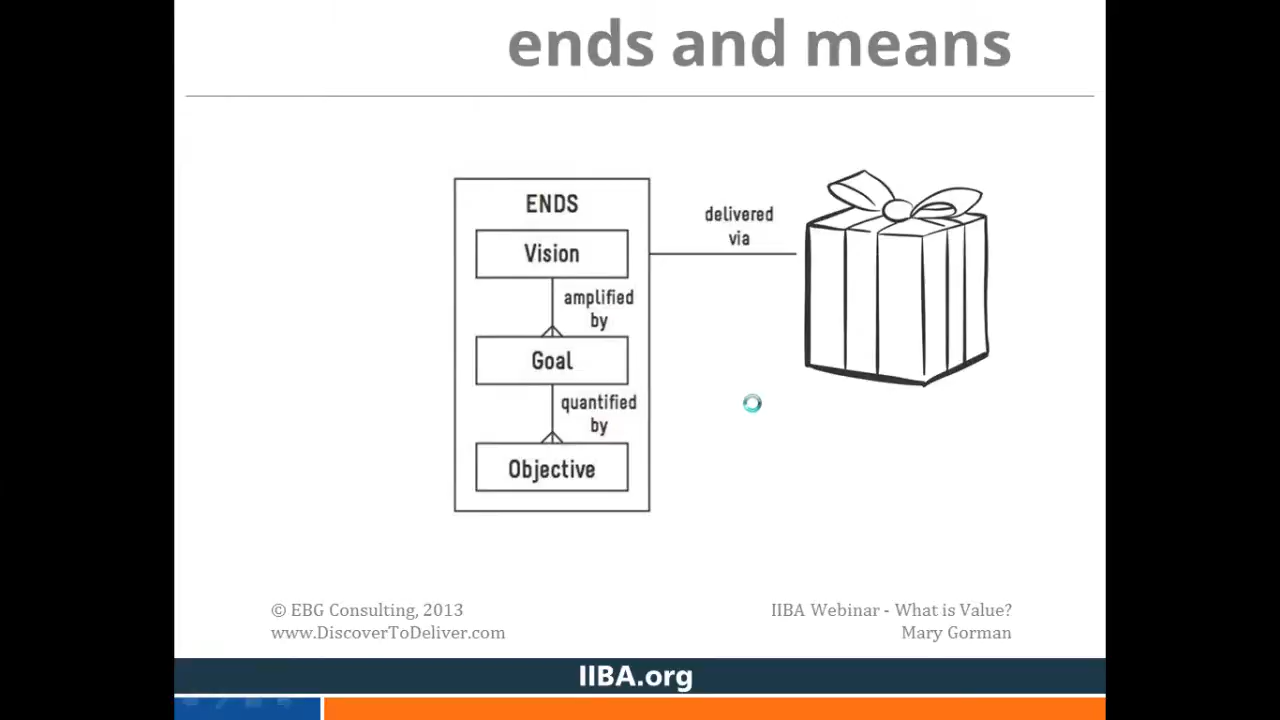 ends and means
ENDS
Vision
amplified
by
Goal
quantified
by
Objective
delivered
via
© EBG Consulting, 2013
www.DiscoverToDeliver.com
IIBA Webinar - What is Value?
Mary Gorman
IIBA.org